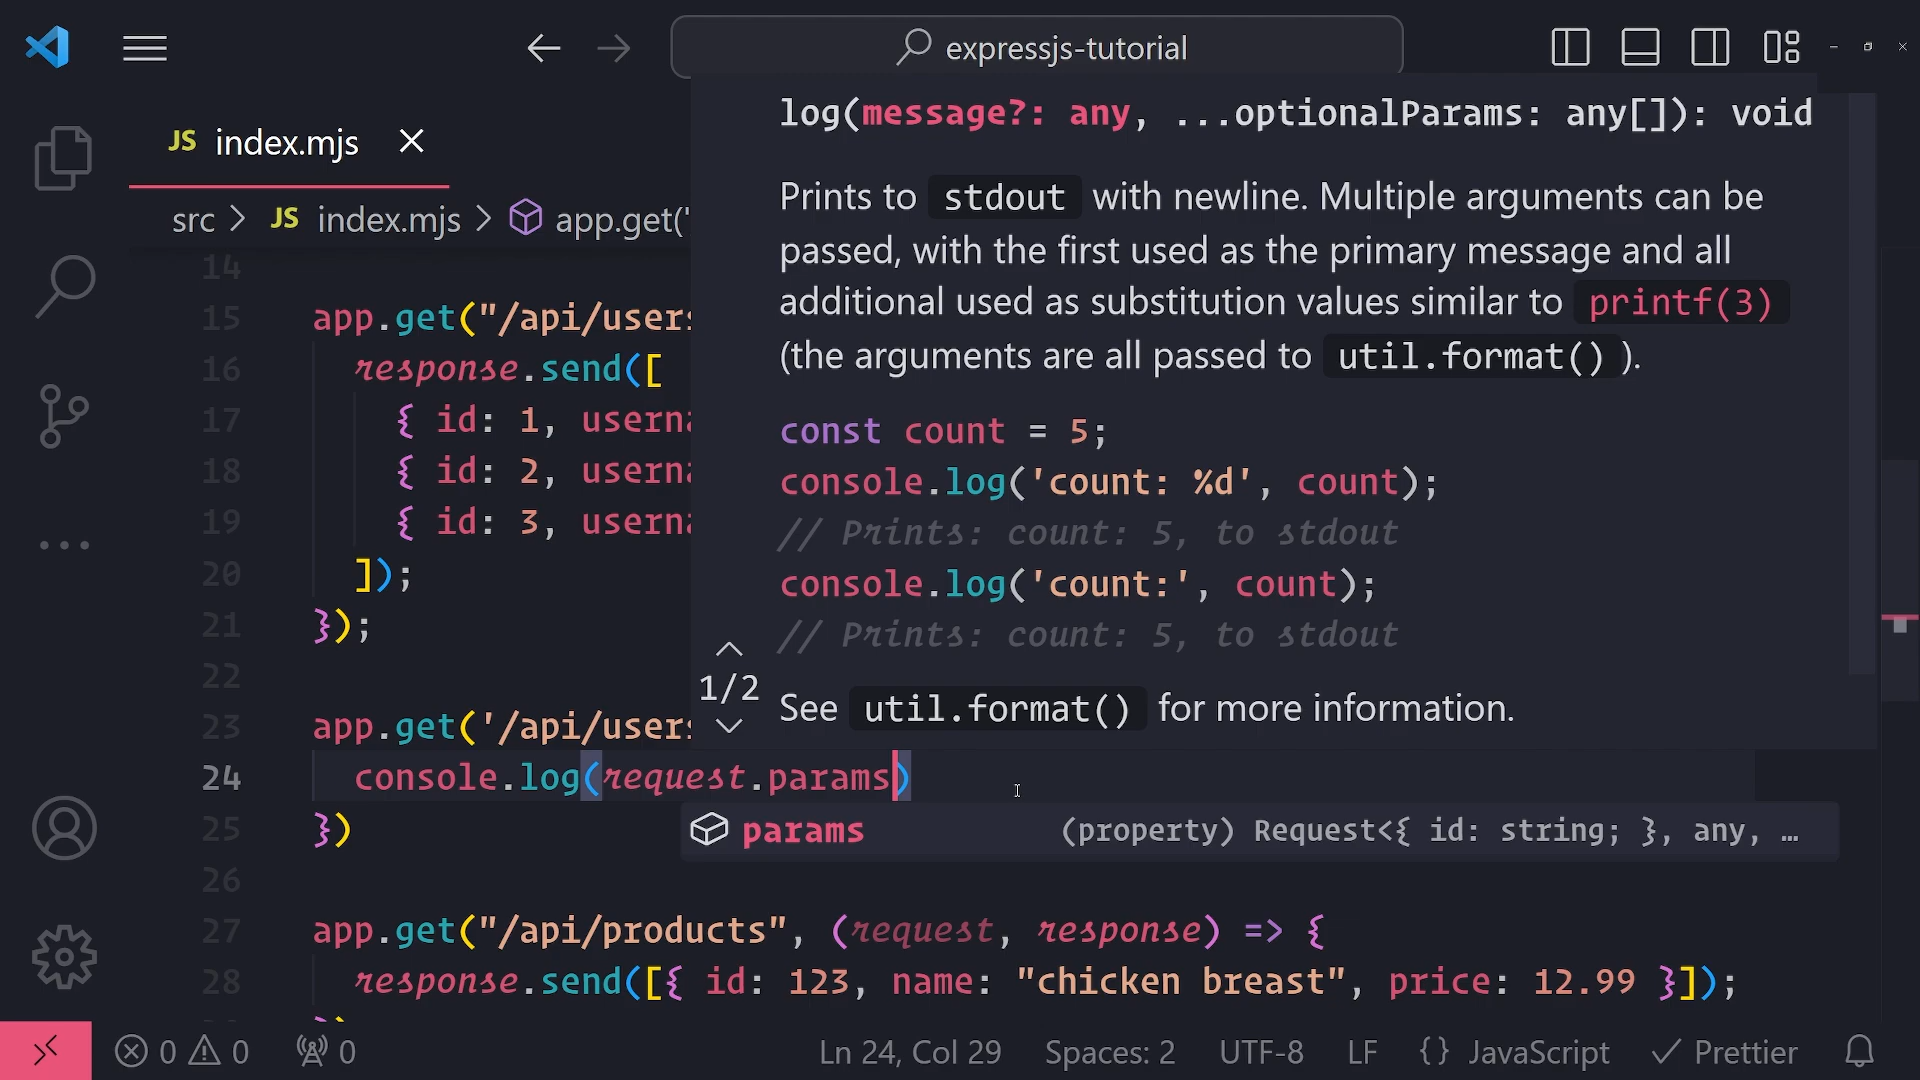 expressjs-tutorial
JS index.mjs
src > JS index.mjs > app.get('
log(message?: any, ...optionalParams: any[]): void
Prints to stdout with newline. Multiple arguments can be
passed, with the first used as the primary message and all
additional used as substitution values similar to printf(3)
(the arguments are all passed to util.format() ).
const count = 5;
console.log('count: %d', count);
// Prints: count: 5, to stdout
console.log('count:', count);
// Prints: count: 5, to stdout
1/2
See util.format() for more information.
14
15 app.get("/api/users
16 response.send([
17 { id: 1, userna
18 { id: 2, userna
19 { id: 3, userna
20 ]);
21 });
22
23 app.get('/api/users
24 console.log(request.params)
params (property) Request<{ id: string; }, any, …
25 })
26
27 app.get("/api/products", (request, response) => {
28 response.send([{ id: 123, name: "chicken breast", price: 12.99 }]);
0 0 0 Ln 24, Col 29 Spaces: 2 UTF-8 LF {} JavaScript Prettier